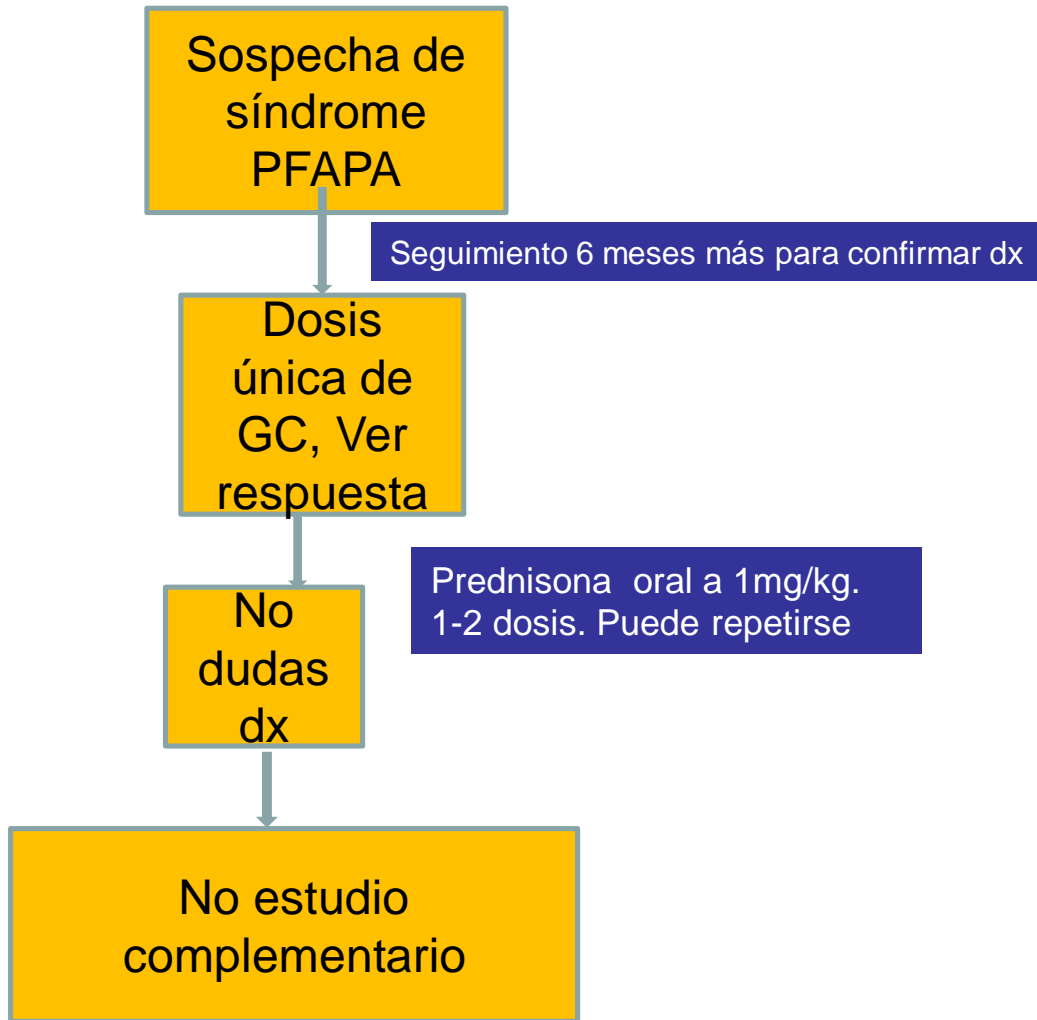 Sospecha de
síndrome
PFAPA
Seguimiento 6 meses más para confirmar dx
Dosis
única de
GC, Ver
respuesta
Prednisona oral a 1mg/kg.
1-2 dosis. Puede repetirse
No
dudas
dx
No estudio
complementario